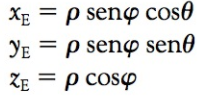 x_E = ρ senφ cosθ
y_E = ρ senφ senθ
z_E = ρ cosφ